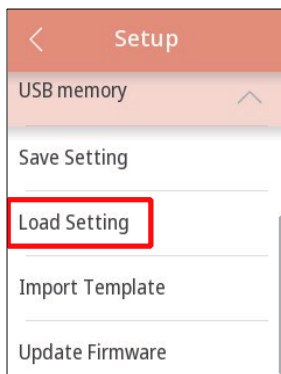 Setup
USB memory
Save Setting
Load Setting
Import Template
Update Firmware